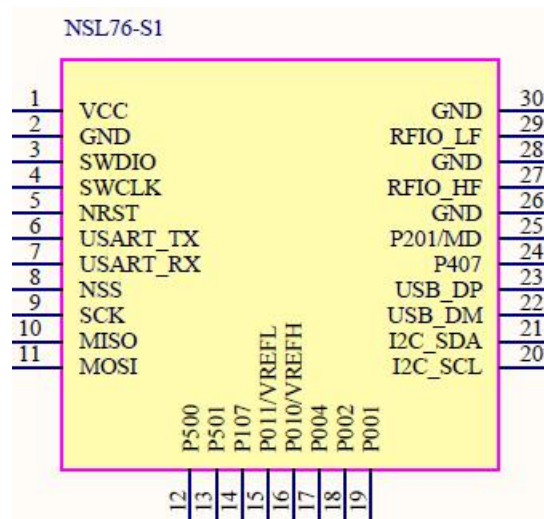 NSL76-S1
1 VCC GND 30
2 GND RFIO_LF 29
3 SWDIO GND 28
4 SWCLK RFIO_HF 27
5 NRST GND 26
6 USART_TX P201/MD 25
7 USART_RX P407 24
8 NSS USB_DP 23
9 SCK USB_DM 22
10 MISO I2C_SDA 21
11 MOSI I2C_SCL 20
P500 P501 P107 P011/VREFL P010/VREFH P004 P002 P001
12 13 14 15 16 17 18 19